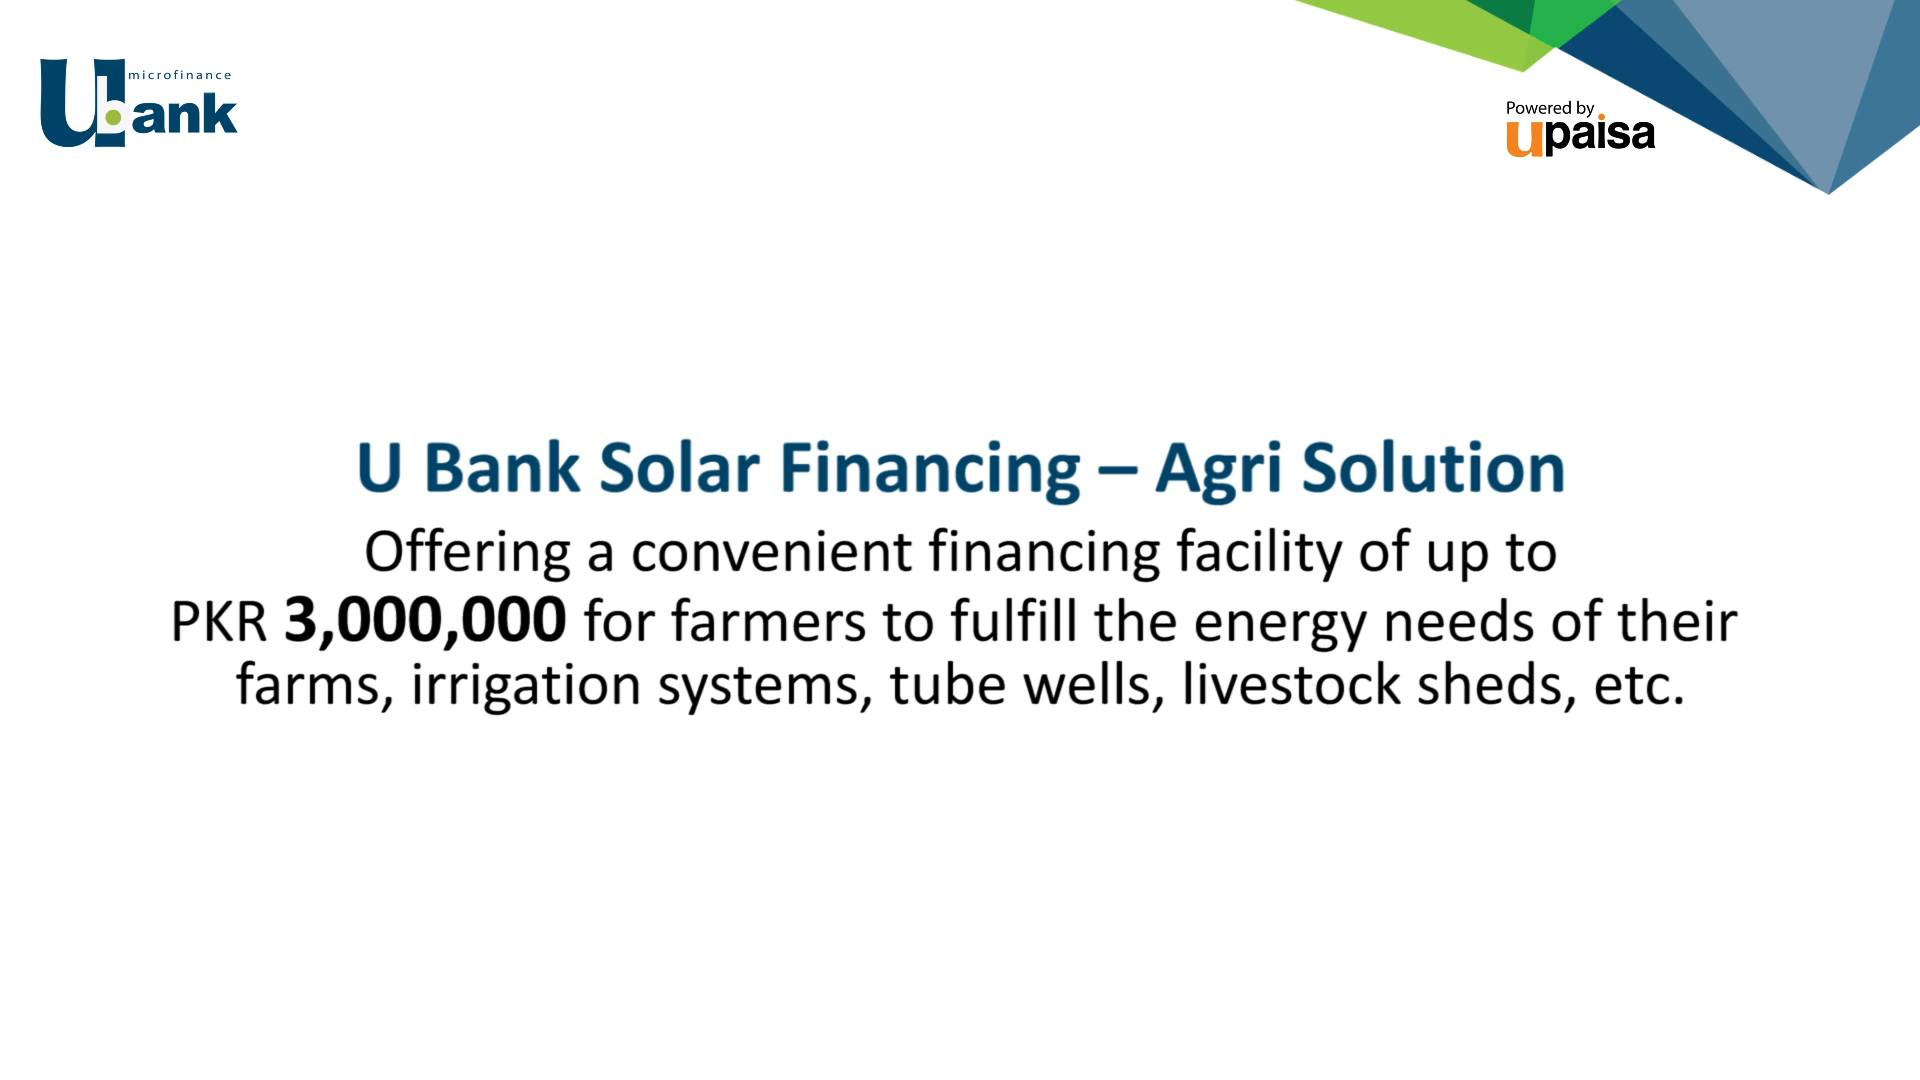 microfinance
Ubank
Powered by
upaisa
U Bank Solar Financing – Agri Solution
Offering a convenient financing facility of up to
PKR 3,000,000 for farmers to fulfill the energy needs of their
farms, irrigation systems, tube wells, livestock sheds, etc.